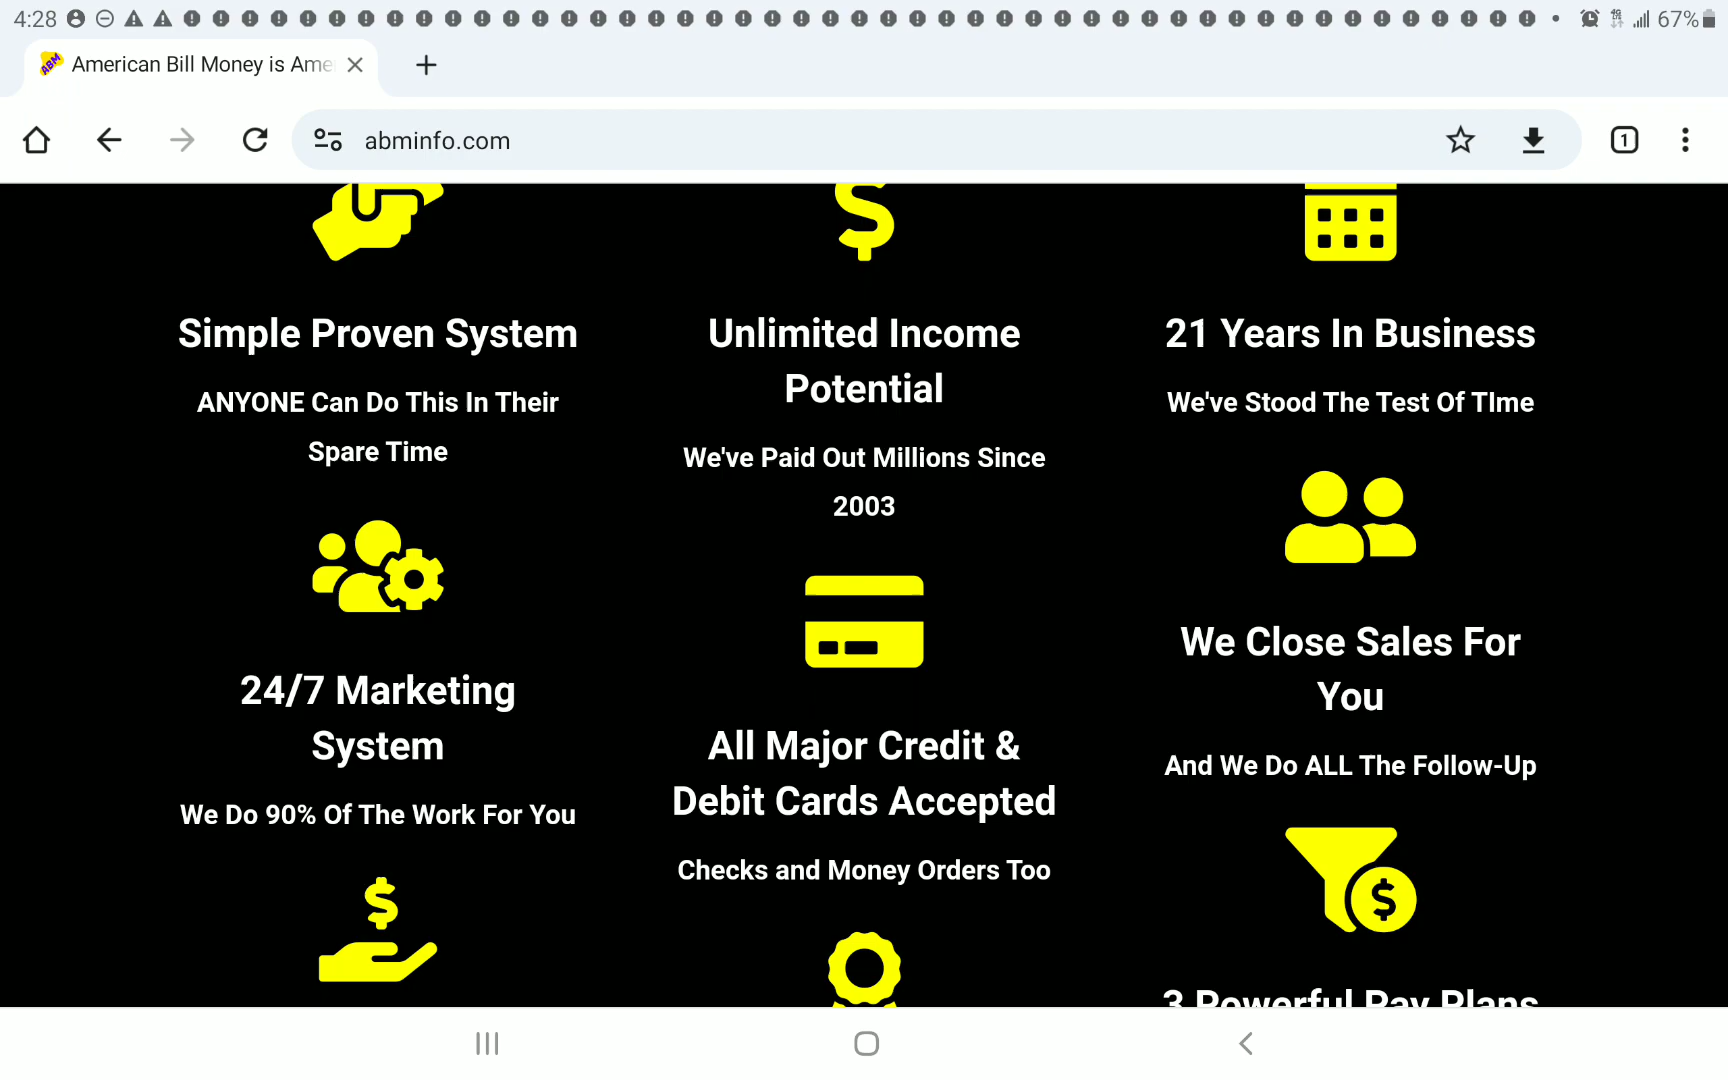 4:28
67%
ABM
American Bill Money is Ame
abminfo.com
1
$
Simple Proven System
ANYONE Can Do This In Their
Spare Time
24/7 Marketing
System
We Do 90% Of The Work For You
$
Unlimited Income
Potential
We've Paid Out Millions Since
2003
All Major Credit &
Debit Cards Accepted
Checks and Money Orders Too
21 Years In Business
We've Stood The Test Of TIme
We Close Sales For
You
And We Do ALL The Follow-Up
$
3 Powerful Pay Plans